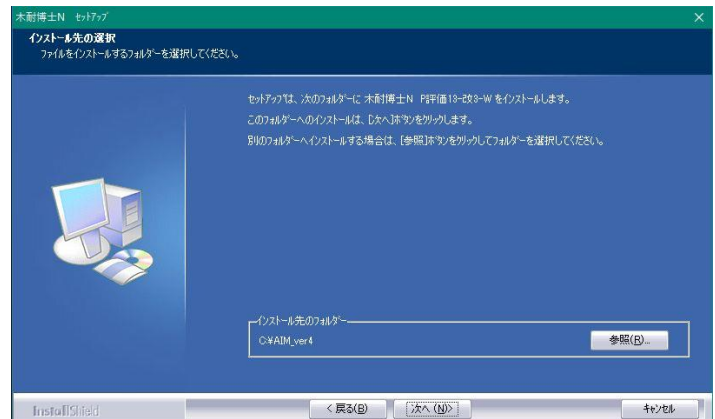 木耐博士N ｾｯﾄｱｯﾌﾟ
インストール先の選択
ファイルをインストールするフォルダーを選択してください。
セットアップは、次のフォルダーに 木耐博士N P評価13-改3-W をインストールします。
このフォルダーへのインストールは、[次へ]ボタンをクリックします。
別のフォルダーへインストールする場合は、[参照]ボタンをクリックしてフォルダーを選択してください。
インストール先のフォルダー
C:¥AIM_ver4
参照(R)...
InstallShield
< 戻る(B)
次へ (N)>
キャンセル